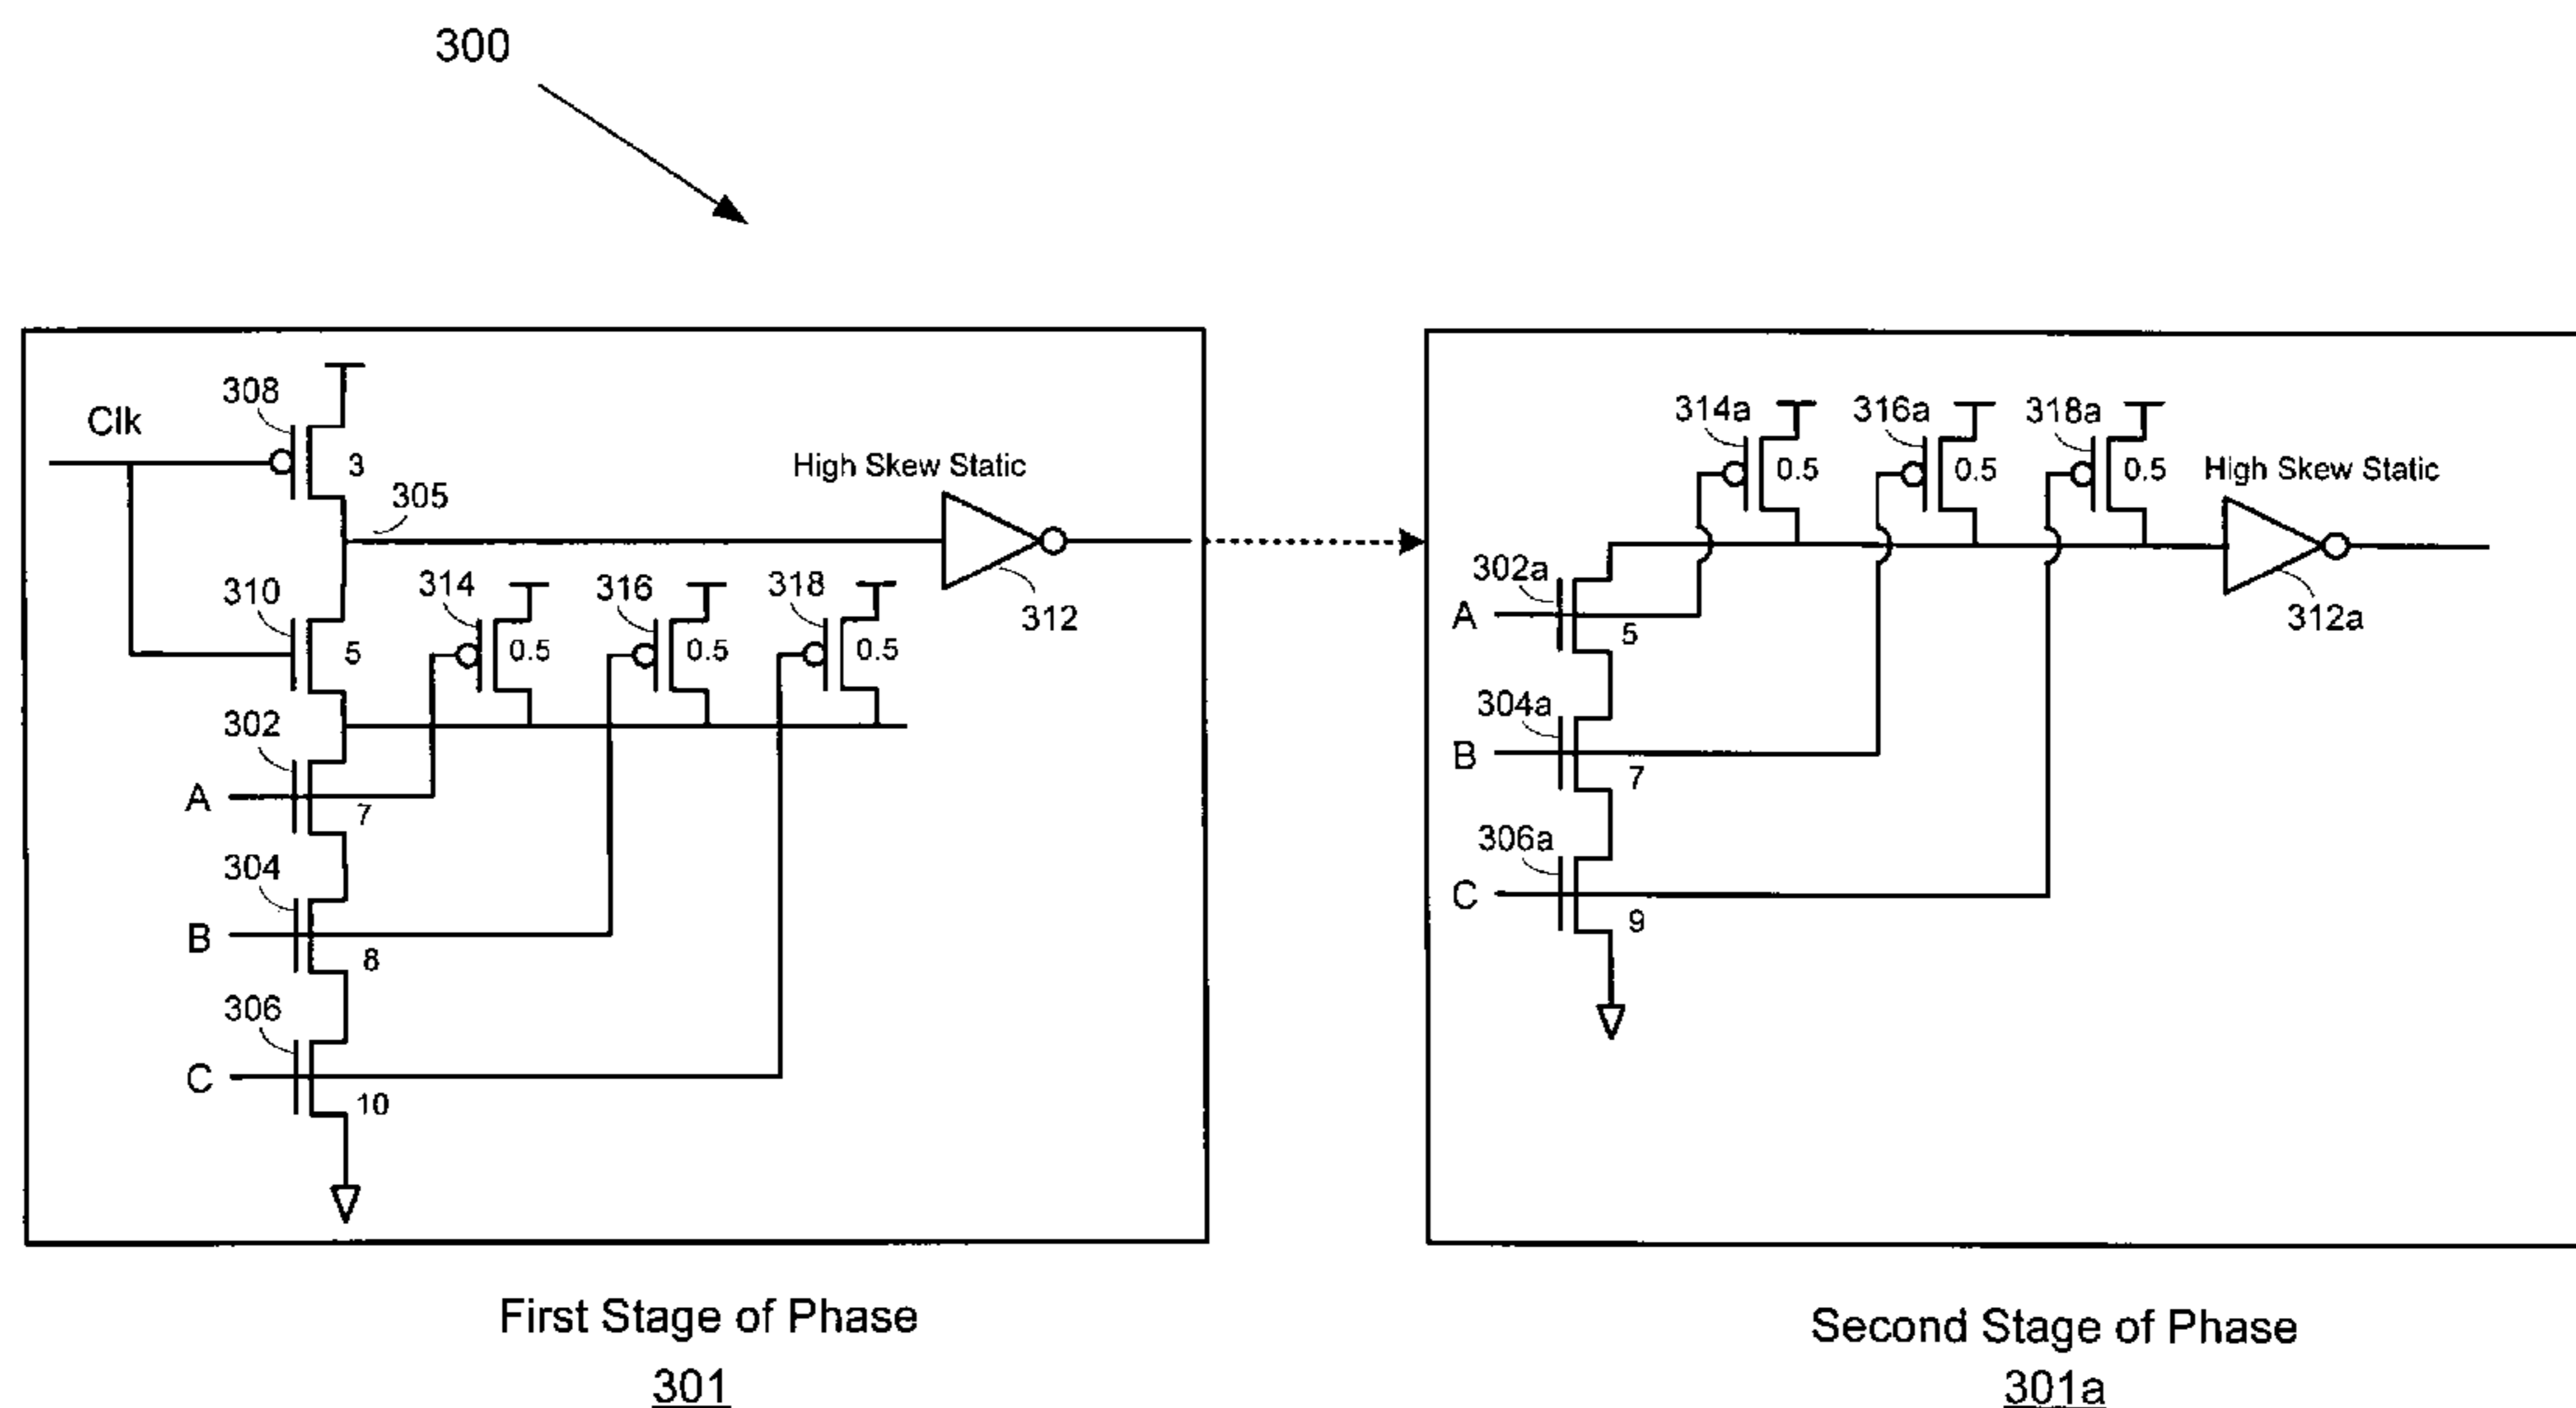 300
308
Clk
3
305
High Skew Static
310
5
314
0.5
316
0.5
318
0.5
312
302
A
7
304
B
8
306
C
10
First Stage of Phase
301
314a
0.5
316a
0.5
318a
0.5
High Skew Static
312a
302a
A
5
304a
B
7
306a
C
9
Second Stage of Phase
301a